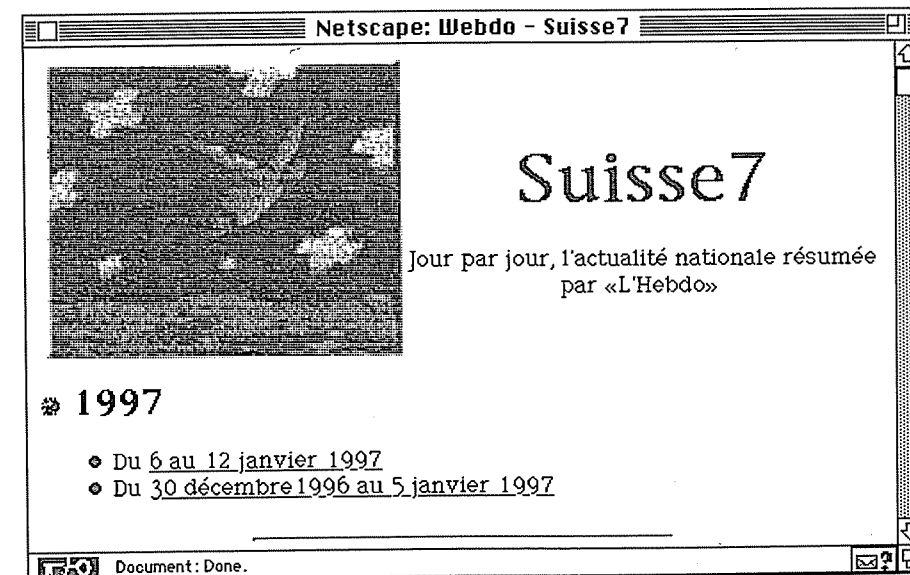 Netscape: Webdo - Suisse7
Suisse7
Jour par jour, l'actualité nationale résumée
par «L'Hebdo»
1997
Du 6 au 12 janvier 1997
Du 30 décembre 1996 au 5 janvier 1997
Document: Done.